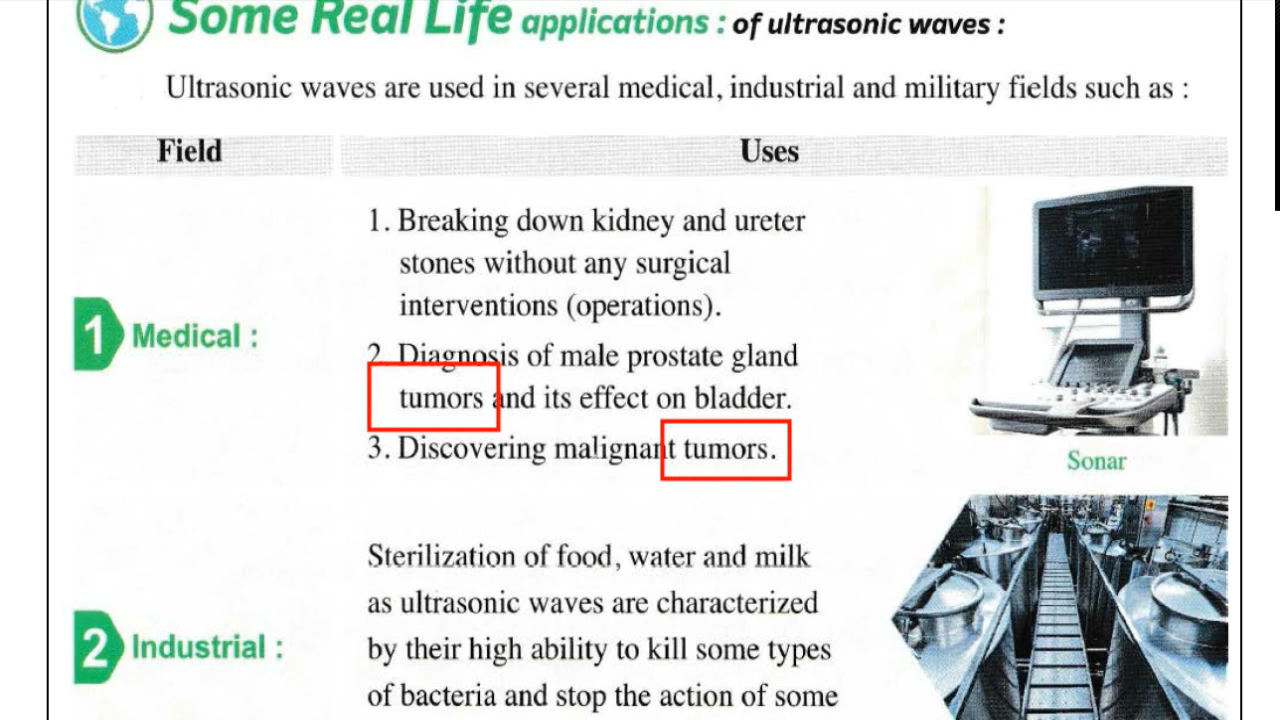 Some Real Life applications : of ultrasonic waves :
Ultrasonic waves are used in several medical, industrial and military fields such as :
Field
Uses
1 Medical :
1. Breaking down kidney and ureter
stones without any surgical
interventions (operations).
2. Diagnosis of male prostate gland
tumors and its effect on bladder.
3. Discovering malignant tumors.
Sonar
2 Industrial :
Sterilization of food, water and milk
as ultrasonic waves are characterized
by their high ability to kill some types
of bacteria and stop the action of some